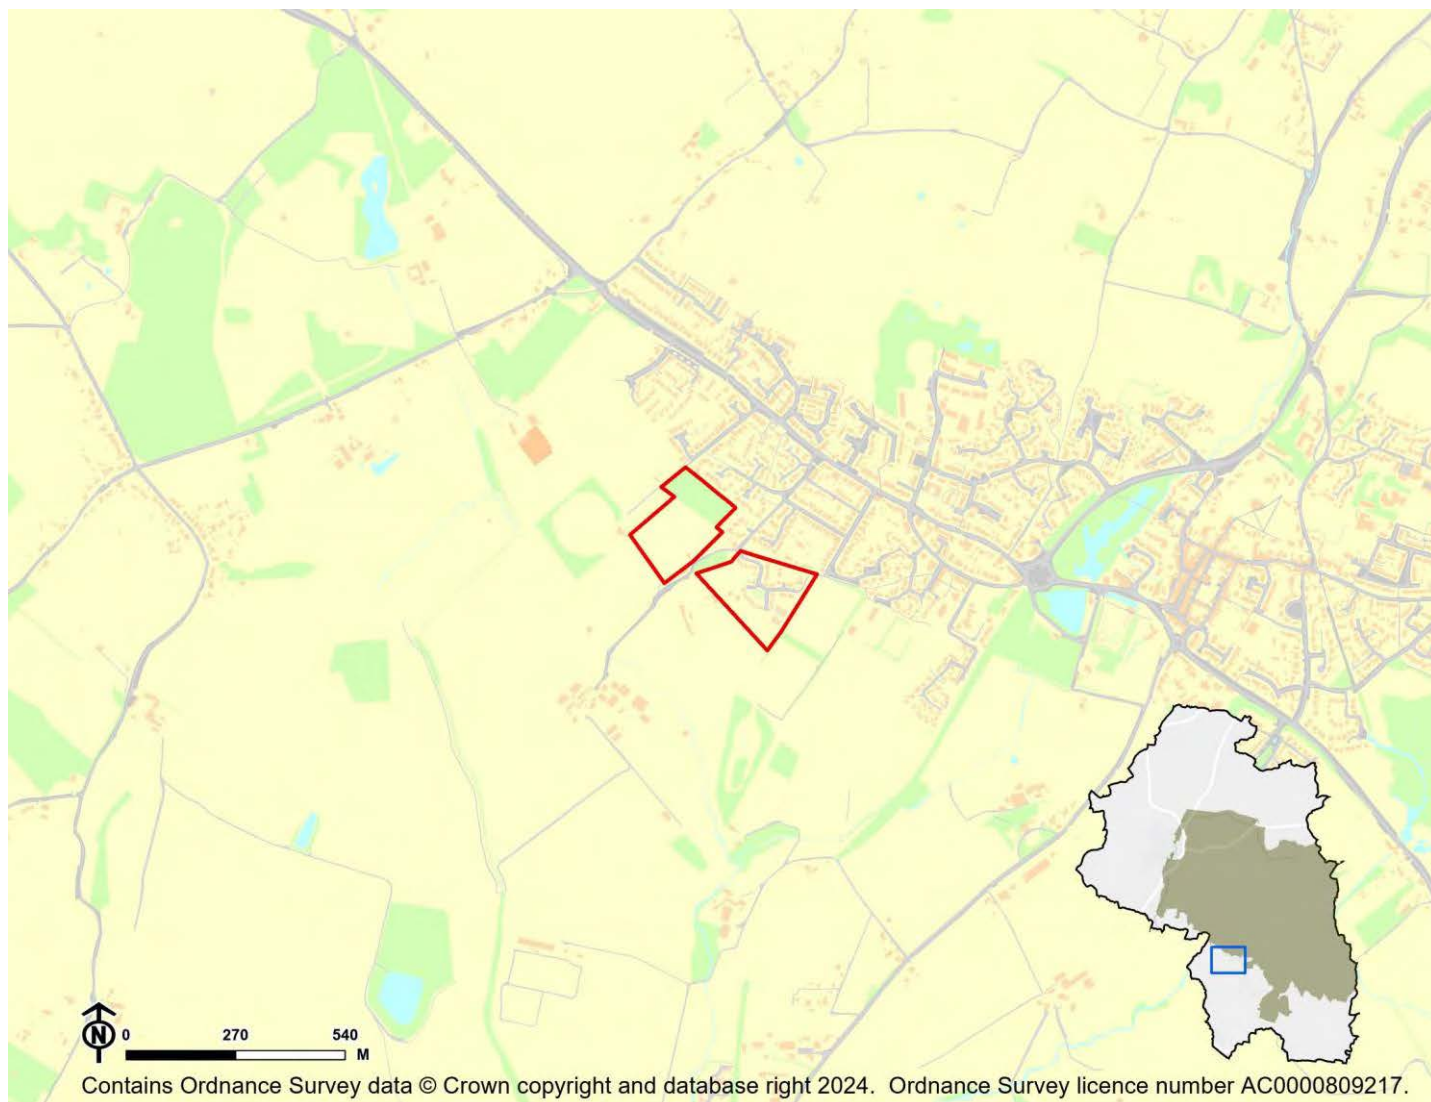 N
0 270 540
M
Contains Ordnance Survey data © Crown copyright and database right 2024. Ordnance Survey licence number AC0000809217.